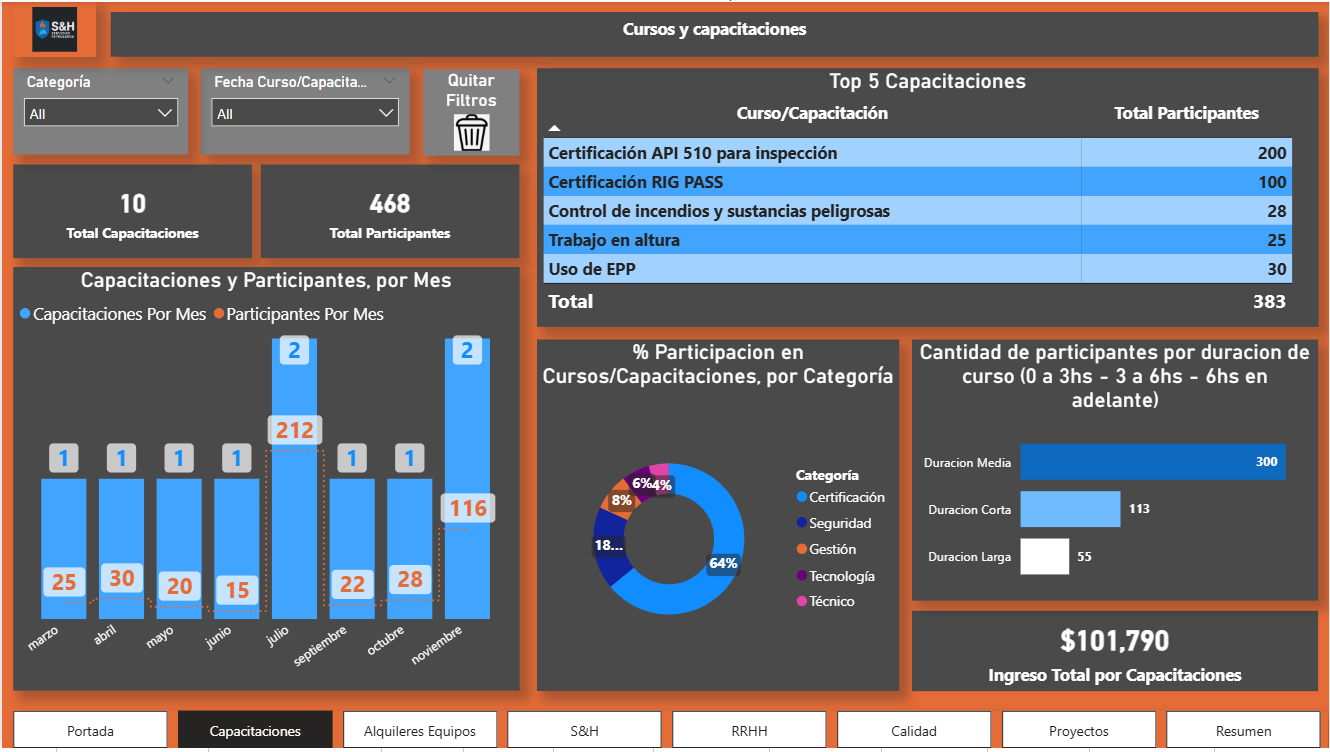 S&H
SERVICIOS
PETROLEROS
Cursos y capacitaciones
Categoría
All
Fecha Curso/Capacita...
All
Quitar
Filtros
10
Total Capacitaciones
468
Total Participantes
Top 5 Capacitaciones
Curso/Capacitación Total Participantes
Certificación API 510 para inspección 200
Certificación RIG PASS 100
Control de incendios y sustancias peligrosas 28
Trabajo en altura 25
Uso de EPP 30
Total 383
Capacitaciones y Participantes, por Mes
Capacitaciones Por Mes Participantes Por Mes
2 2
212
1 1 1 1 1 1
116
25 30 20 15 22 28
marzo abril mayo junio julio septiembre octubre noviembre
% Participacion en
Cursos/Capacitaciones, por Categoría
6% 4%
8%
18...
64%
Categoría
Certificación
Seguridad
Gestión
Tecnología
Técnico
Cantidad de participantes por duracion de
curso (0 a 3hs - 3 a 6hs - 6hs en
adelante)
Duracion Media 300
Duracion Corta 113
Duracion Larga 55
$101,790
Ingreso Total por Capacitaciones
Portada Capacitaciones Alquileres Equipos S&H RRHH Calidad Proyectos Resumen